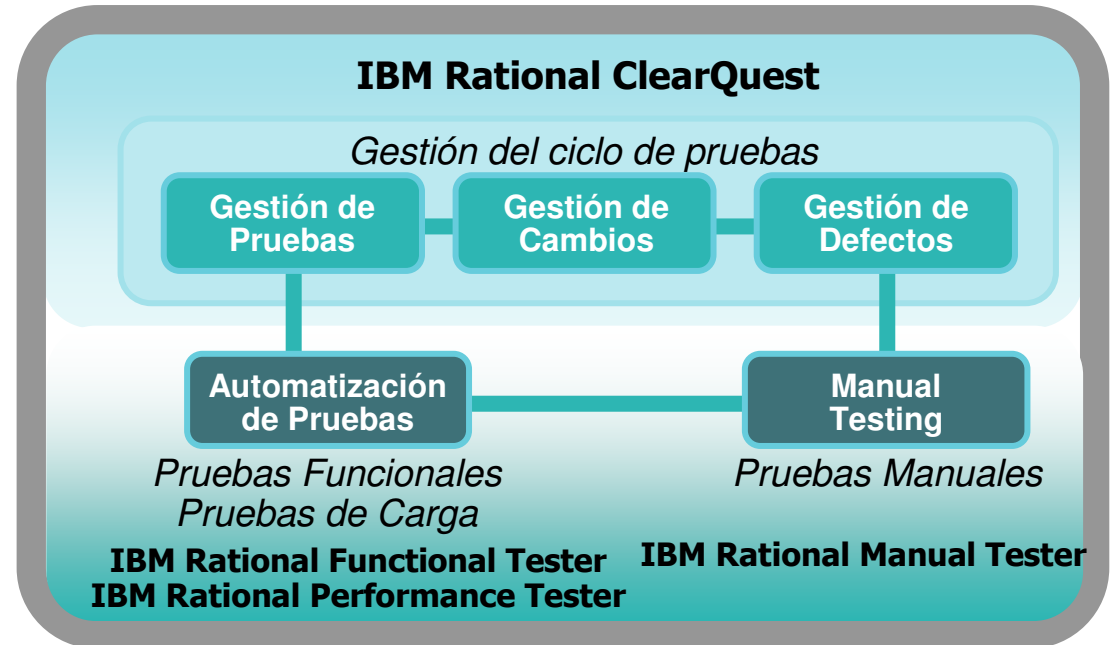 IBM Rational ClearQuest
Gestión del ciclo de pruebas
Gestión de
Pruebas
Gestión de
Cambios
Gestión de
Defectos
Automatización
de Pruebas
Manual
Testing
Pruebas Funcionales
Pruebas de Carga
Pruebas Manuales
IBM Rational Functional Tester
IBM Rational Performance Tester
IBM Rational Manual Tester